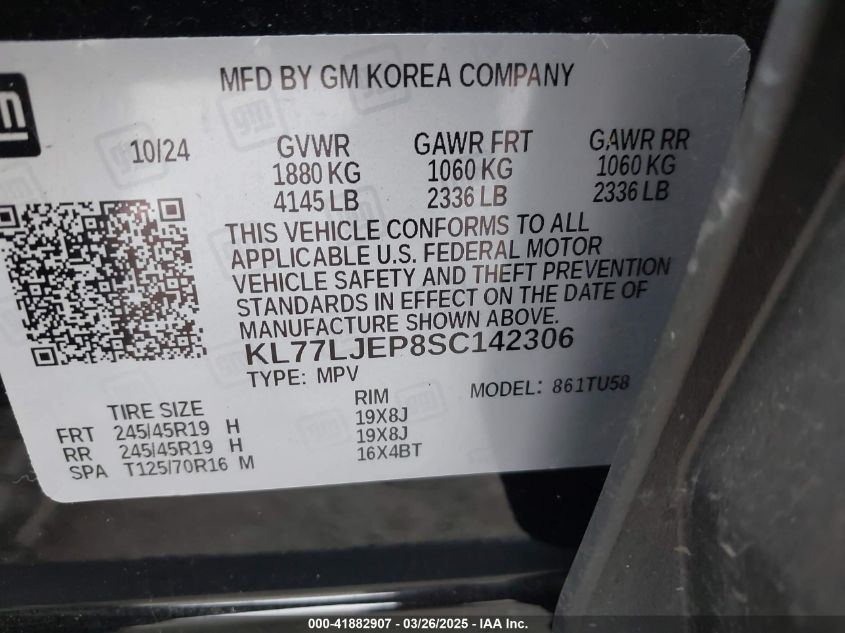 gm
MFD BY GM KOREA COMPANY
10/24
GVWR
1880 KG
4145 LB
GAWR FRT
1060 KG
2336 LB
GAWR RR
1060 KG
2336 LB
THIS VEHICLE CONFORMS TO ALL
APPLICABLE U.S. FEDERAL MOTOR
VEHICLE SAFETY AND THEFT PREVENTION
STANDARDS IN EFFECT ON THE DATE OF
MANUFACTURE SHOWN ABOVE.
KL77LJEP8SC142306
TYPE: MPV
MODEL: 861TU58
TIRE SIZE RIM
FRT 245/45R19 H 19X8J
RR 245/45R19 H 19X8J
SPA T125/70R16 M 16X4BT
000-41882907 - 03/26/2025 - IAA Inc.